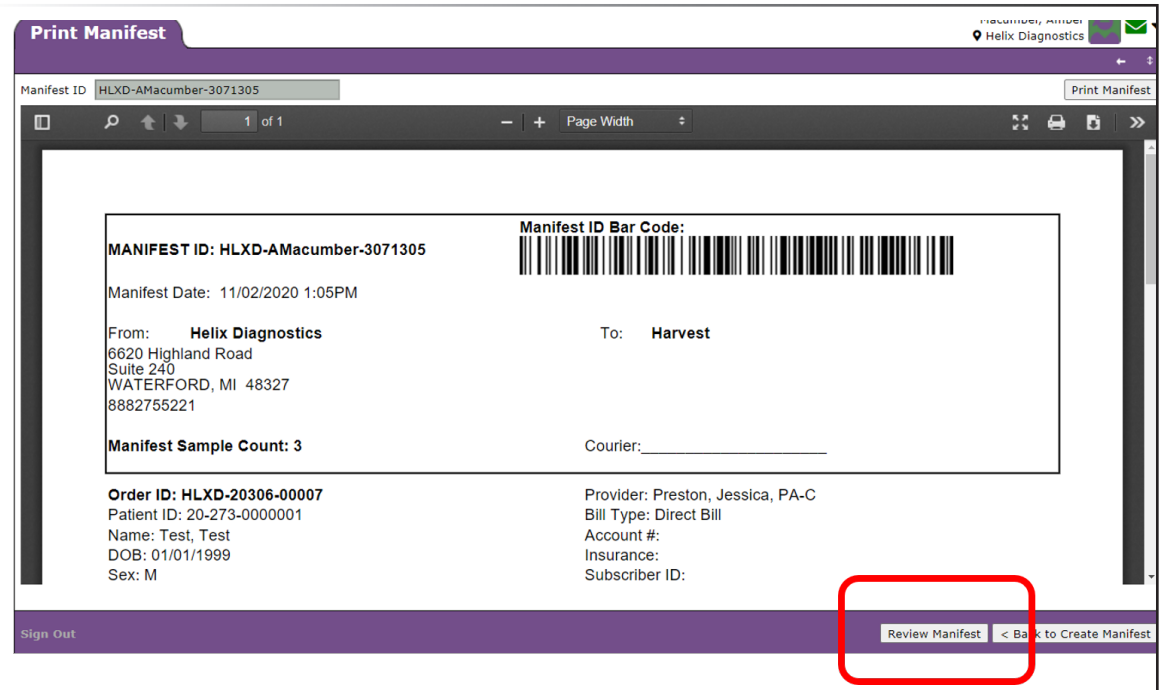 Print Manifest
Macumber, Amber
Helix Diagnostics
Manifest ID HLXD-AMacumber-3071305 Print Manifest
1 of 1 Page Width
Manifest ID Bar Code:
MANIFEST ID: HLXD-AMacumber-3071305
Manifest Date: 11/02/2020 1:05PM
From: Helix Diagnostics To: Harvest
6620 Highland Road
Suite 240
WATERFORD, MI 48327
8882755221
Manifest Sample Count: 3 Courier:_______________________
Order ID: HLXD-20306-00007 Provider: Preston, Jessica, PA-C
Patient ID: 20-273-0000001 Bill Type: Direct Bill
Name: Test, Test Account #:
DOB: 01/01/1999 Insurance:
Sex: M Subscriber ID:
Sign Out Review Manifest < Back to Create Manifest